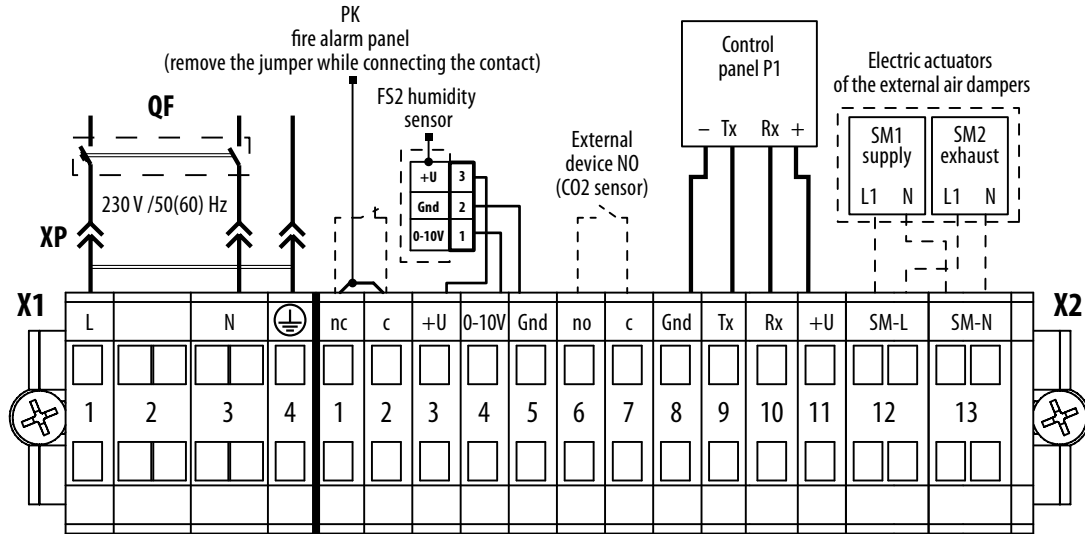 PK
fire alarm panel
(remove the jumper while connecting the contact)
QF
230 V /50(60) Hz
XP
FS2 humidity
sensor
+U 3
Gnd 2
0-10V 1
External
device NO
(CO2 sensor)
Control
panel P1
– Tx Rx +
Electric actuators
of the external air dampers
SM1
supply
L1 N
SM2
exhaust
L1 N
X1
X2
L N nc c +U 0-10V Gnd no c Gnd Tx Rx +U SM-L SM-N
1 2 3 4 1 2 3 4 5 6 7 8 9 10 11 12 13